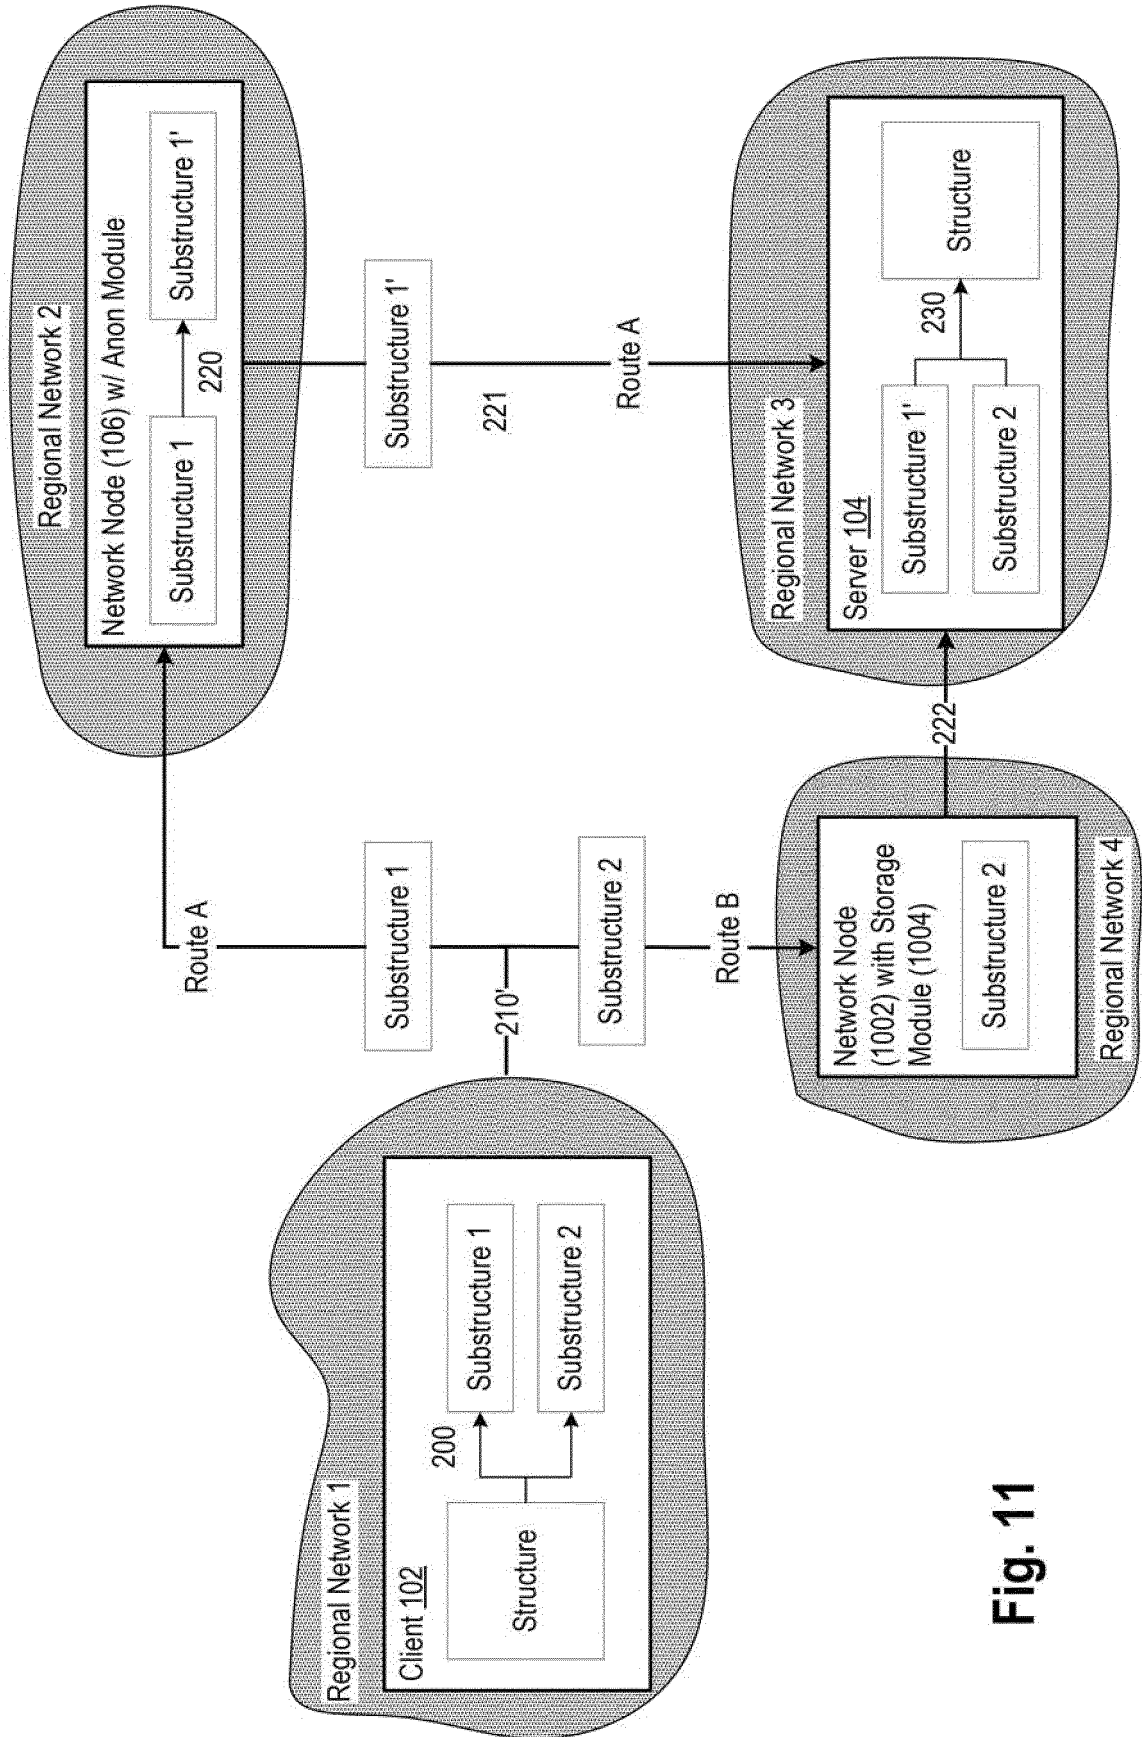 Regional Network 1
Client 102
Structure
200
Substructure 1
Substructure 2
210'
Substructure 1
Route A
Substructure 2
Route B
Regional Network 2
Network Node (106) w/ Anon Module
Substructure 1
220
Substructure 1'
Substructure 1'
221
Route A
Network Node
(1002) with Storage
Module (1004)
Substructure 2
Regional Network 4
222
Regional Network 3
Server 104
Substructure 1'
Substructure 2
230
Structure
Fig. 11